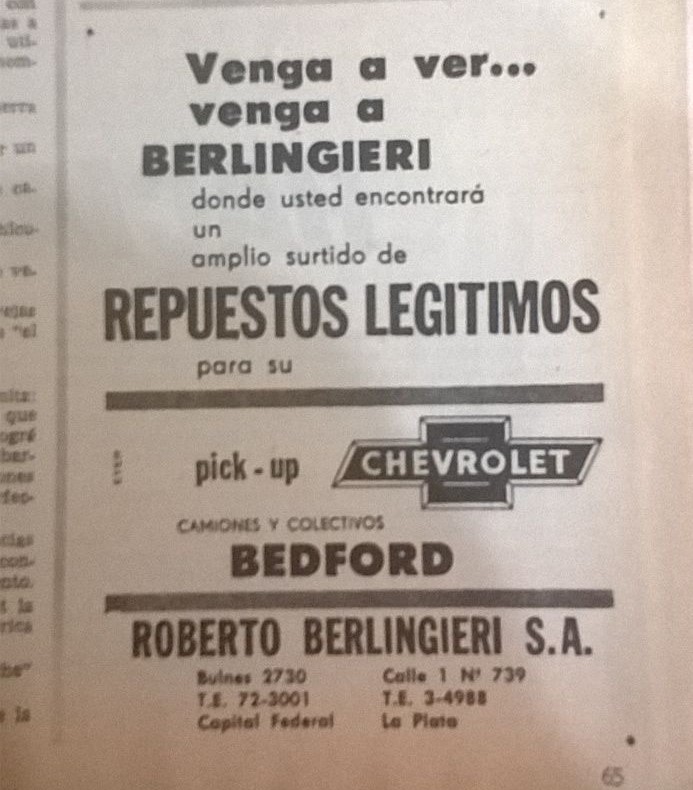 Venga a ver...
venga a
BERLINGIERI
donde usted encontrará
un
amplio surtido de
REPUESTOS LEGITIMOS
para su
pick-up CHEVROLET
CAMIONES Y COLECTIVOS
BEDFORD
ROBERTO BERLINGIERI S.A.
Bulnes 2730
T.E. 72-3001
Capital Federal
Calle 1 Nº 739
T.E. 3-4988
La Plata
65